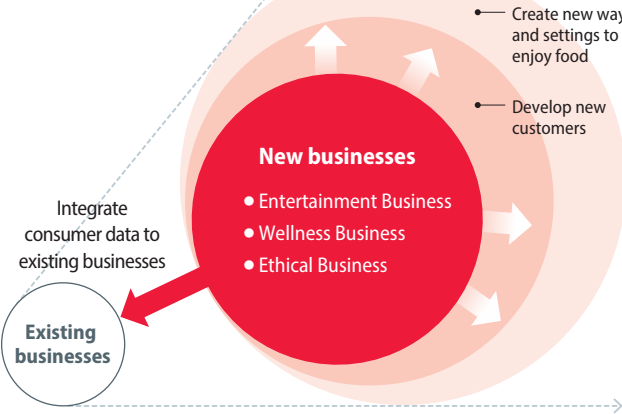 Create new way
and settings to
enjoy food
Develop new
customers
New businesses
• Entertainment Business
• Wellness Business
• Ethical Business
Integrate
consumer data to
existing businesses
Existing
businesses